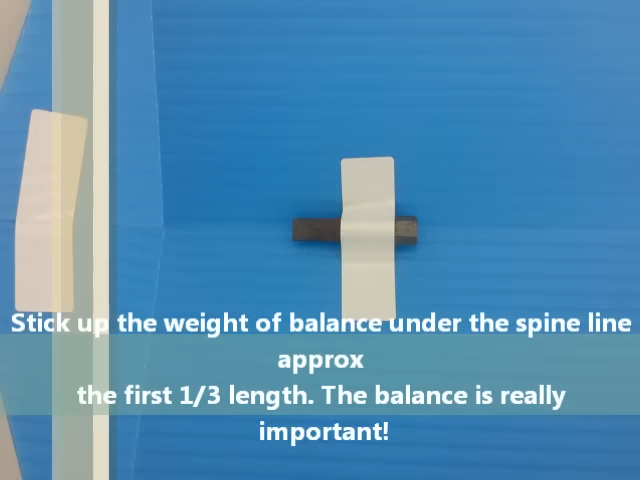 Stick up the weight of balance under the spine line
approx
the first 1/3 length. The balance is really
important!